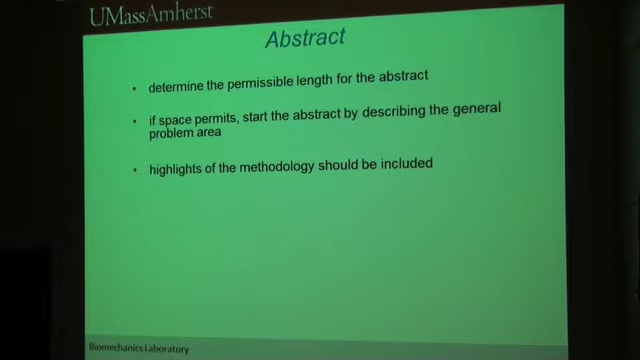 UMassAmherst
Abstract
• determine the permissible length for the abstract
• if space permits, start the abstract by describing the general
problem area
• highlights of the methodology should be included
Biomechanics Laboratory